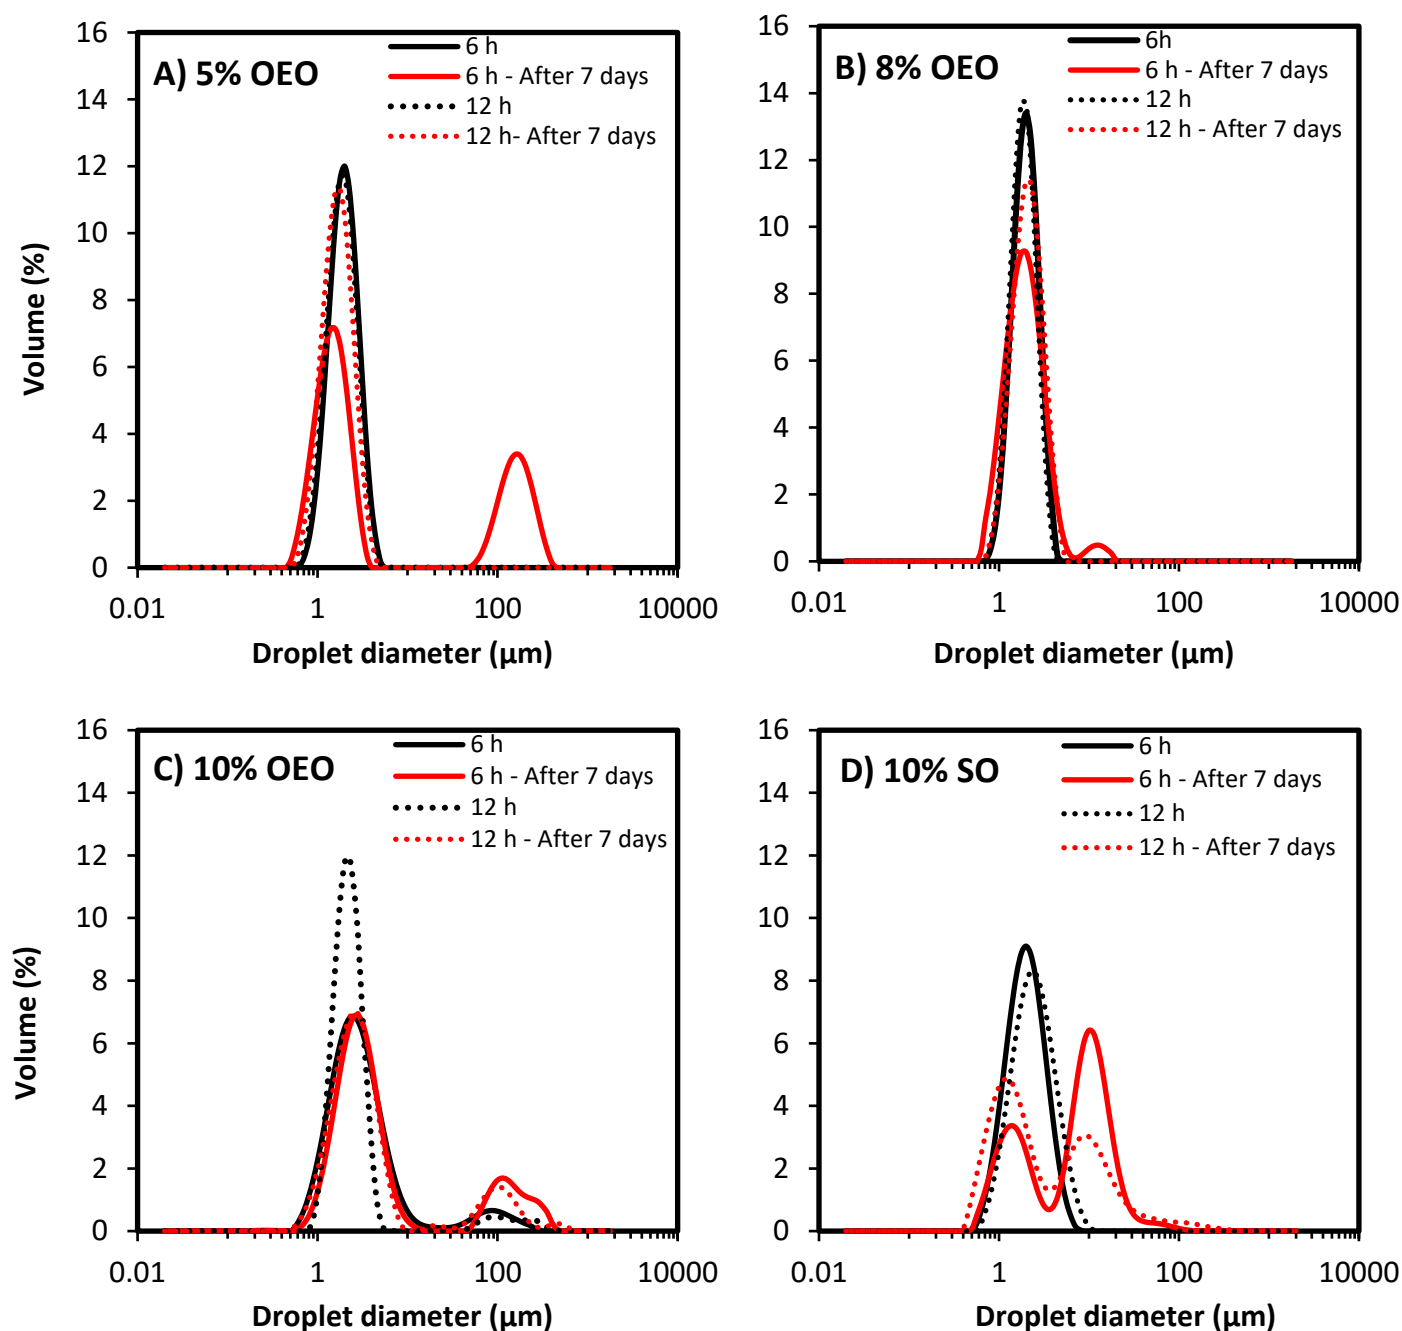 16
14
12
10
8
6
4
2
0
0.01
1
100
10000
Volume (%)
Droplet diameter (µm)
A) 5% OEO
6 h
6 h - After 7 days
12 h
12 h- After 7 days
16
14
12
10
8
6
4
2
0
0.01
1
100
10000
Droplet diameter (µm)
B) 8% OEO
6h
6 h - After 7 days
12 h
12 h - After 7 days
16
14
12
10
8
6
4
2
0
0.01
1
100
10000
Volume (%)
Droplet diameter (µm)
C) 10% OEO
6 h
6 h - After 7 days
12 h
12 h - After 7 days
16
14
12
10
8
6
4
2
0
0.01
1
100
10000
Droplet diameter (µm)
D) 10% SO
6 h
6 h - After 7 days
12 h
12 h - After 7 days